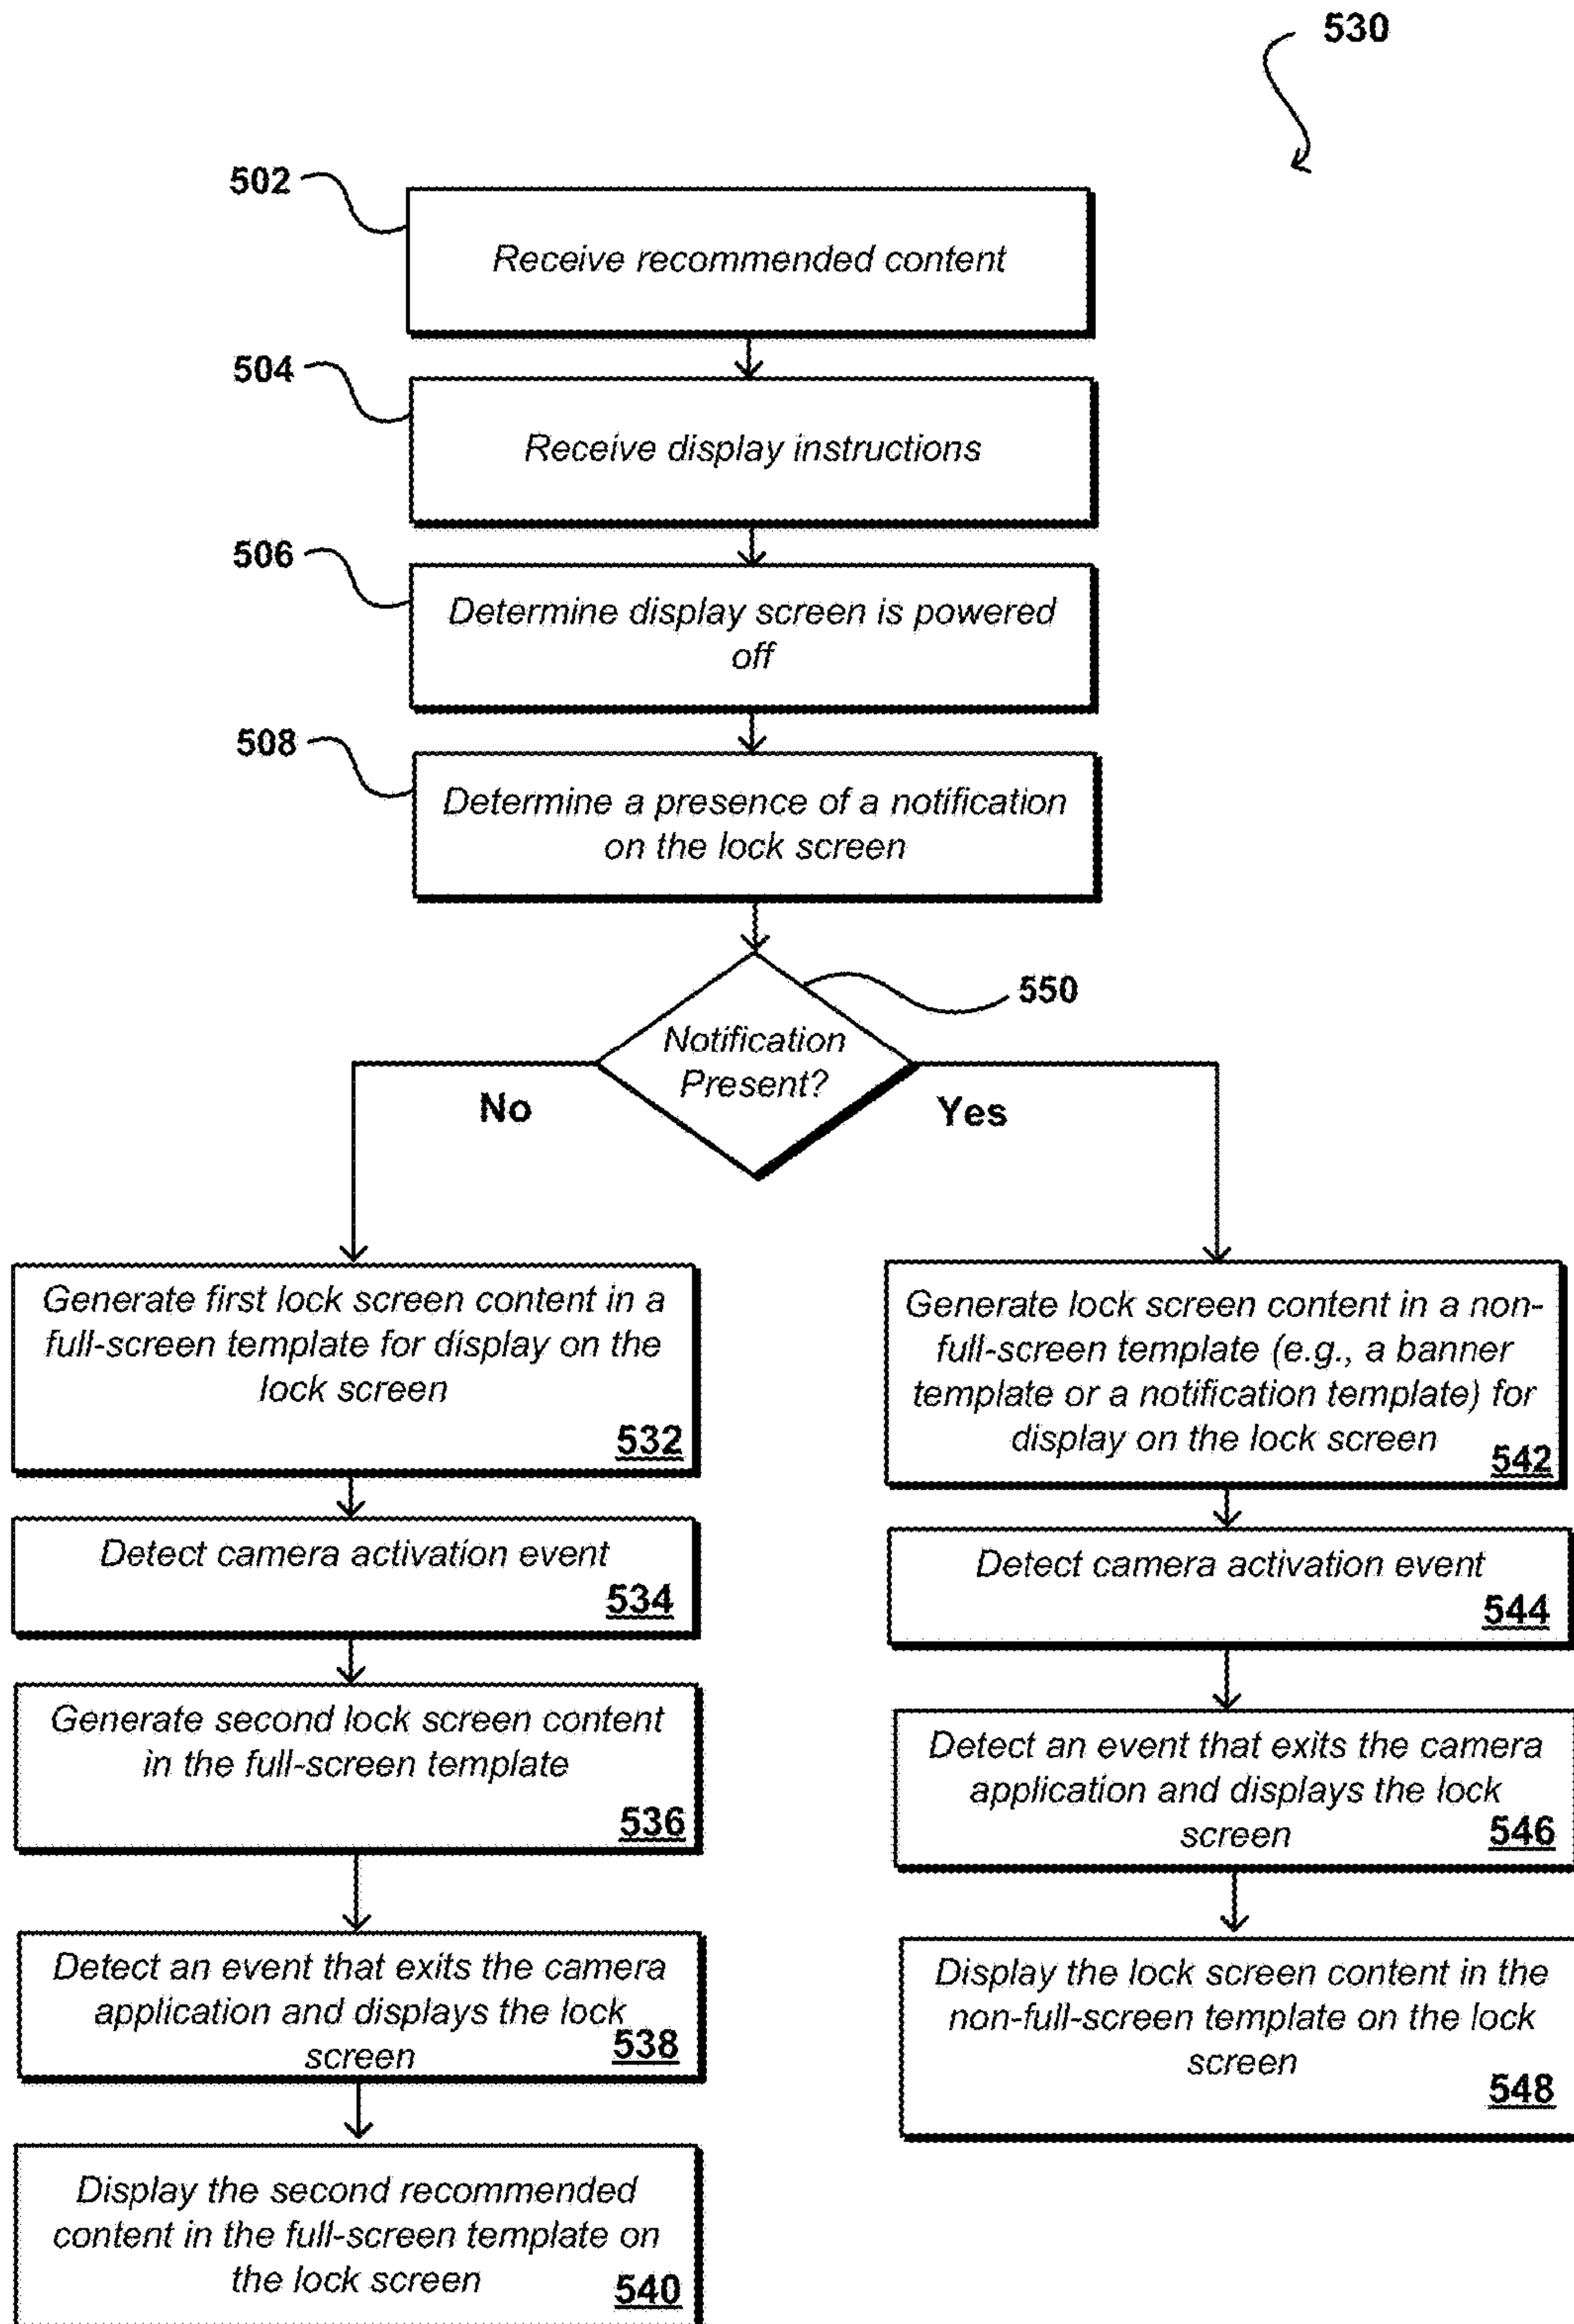 530
502
Receive recommended content
504
Receive display instructions
506
Determine display screen is powered
off
508
Determine a presence of a notification
on the lock screen
550
Notification
Present?
No
Yes
Generate first lock screen content in a
full-screen template for display on the
lock screen
532
Detect camera activation event
534
Generate second lock screen content
in the full-screen template
536
Detect an event that exits the camera
application and displays the lock
screen
538
Display the second recommended
content in the full-screen template on
the lock screen
540
Generate lock screen content in a non-
full-screen template (e.g., a banner
template or a notification template) for
display on the lock screen
542
Detect camera activation event
544
Detect an event that exits the camera
application and displays the lock
screen
546
Display the lock screen content in the
non-full-screen template on the lock
screen
548